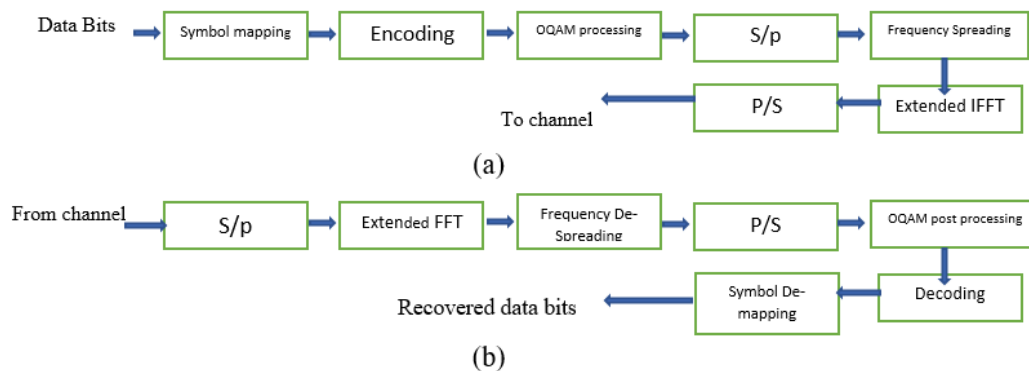 Data Bits
Symbol mapping
Encoding
OQAM processing
S/p
Frequency Spreading
Extended IFFT
P/S
To channel
(a)
From channel
S/p
Extended FFT
Frequency De-
Spreading
P/S
OQAM post processing
Decoding
Symbol De-
mapping
Recovered data bits
(b)